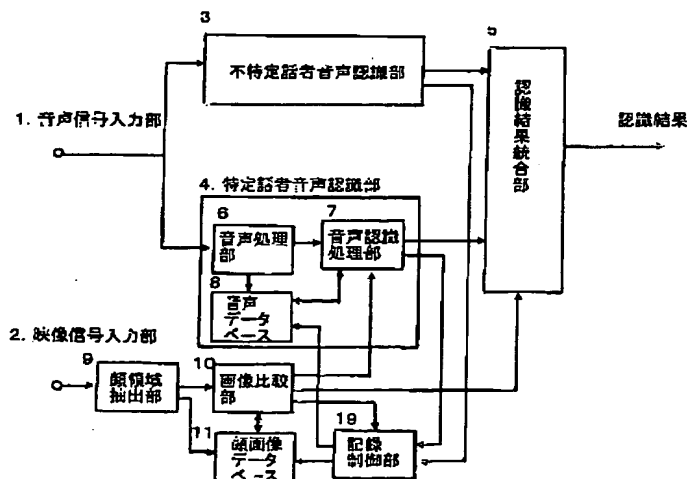 3
不特定話者音声認識部
5
認識結果統合部
1. 音声信号入力部
認識結果
4. 特定話者音声認識部
6
音声処理
部
7
音声認識
処理部
8
音声
データ
ベース
2. 映像信号入力部
9
顔領域
抽出部
10
画像比較
部
11
顔画像
データ
ベース
19
記録
制御部